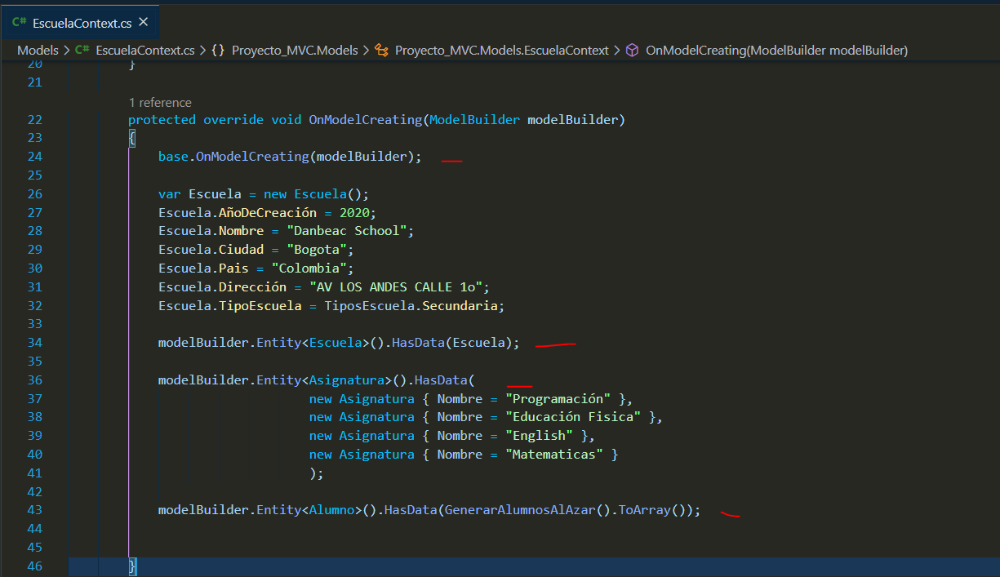 C# EscuelaContext.cs ×
Models > C# EscuelaContext.cs > {} Proyecto_MVC.Models > Proyecto_MVC.Models.EscuelaContext > OnModelCreating(ModelBuilder modelBuilder)
20 }
21
1 reference
22 protected override void OnModelCreating(ModelBuilder modelBuilder)
23 {
24 base.OnModelCreating(modelBuilder);
25
26 var Escuela = new Escuela();
27 Escuela.AñoDeCreación = 2020;
28 Escuela.Nombre = "Danbeac School";
29 Escuela.Ciudad = "Bogota";
30 Escuela.Pais = "Colombia";
31 Escuela.Dirección = "AV LOS ANDES CALLE 1o";
32 Escuela.TipoEscuela = TiposEscuela.Secundaria;
33
34 modelBuilder.Entity<Escuela>().HasData(Escuela);
35
36 modelBuilder.Entity<Asignatura>().HasData(
37 new Asignatura { Nombre = "Programación" },
38 new Asignatura { Nombre = "Educación Fisica" },
39 new Asignatura { Nombre = "English" },
40 new Asignatura { Nombre = "Matematicas" }
41 );
42
43 modelBuilder.Entity<Alumno>().HasData(GenerarAlumnosAlAzar().ToArray());
44
45
46 }